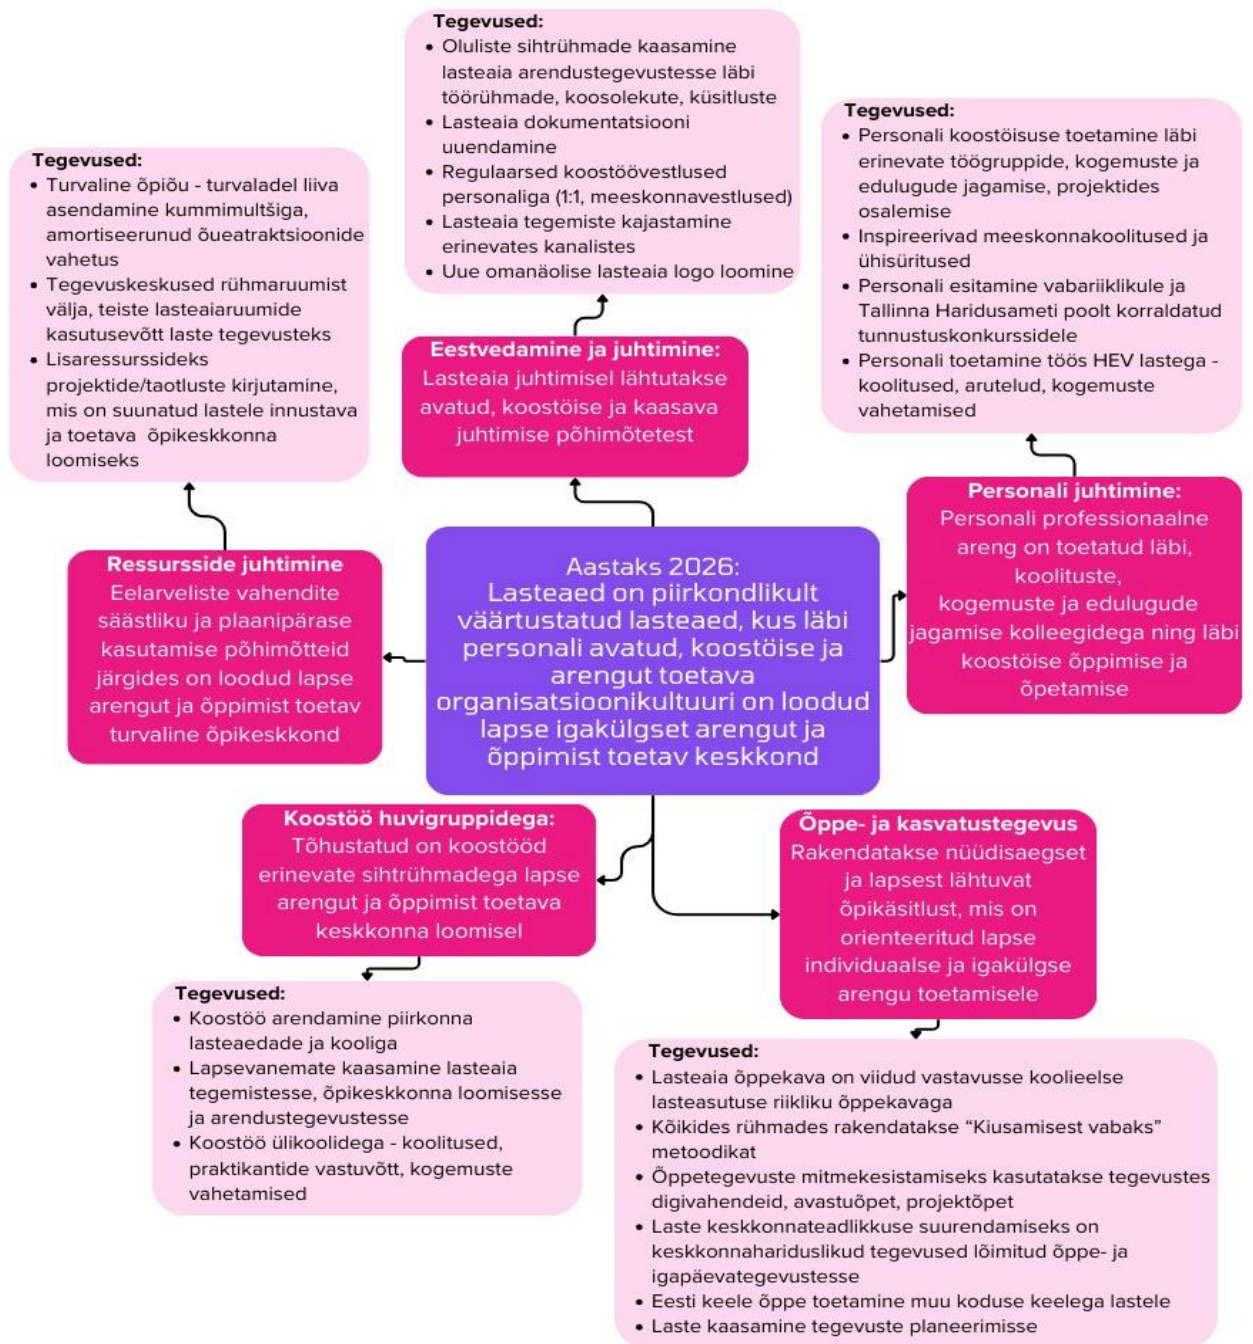 Tegevused:
• Oluliste sihtrühmade kaasamine
lasteaia arendustegevustesse läbi
töörühmade, koosolekute, küsitluste
• Lasteaia dokumentatsiooni
uuendamine
• Regulaarsed koostöövestlused
personaliga (1:1, meeskonnavestlused)
• Lasteaia tegemiste kajastamine
erinevates kanalistes
• Uue omanäolise lasteaia logo loomine
Tegevused:
• Personali koostöisuse toetamine läbi
erinevate töögruppide, kogemuste ja
edulugude jagamise, projektides
osalemise
• Inspireerivad meeskonnakoolitused ja
ühisüritused
• Personali esitamine vabariiklikule ja
Tallinna Haridusameti poolt korraldatud
tunnustuskonkurssidele
• Personali toetamine töös HEV lastega -
koolitused, arutelud, kogemuste
vahetamised
Tegevused:
• Turvaline õpiõu - turvaladel liiva
asendamine kummimultšiga,
amortiseerunud õueatraktsioonide
vahetus
• Tegevuskeskused rühmaruumist
välja, teiste lasteaiaruumide
kasutusevõtt laste tegevusteks
• Lisaressurssideks
projektide/taotluste kirjutamine,
mis on suunatud lastele innustava
ja toetava õpikeskkonna
loomiseks
Eestvedamine ja juhtimine:
Lasteaia juhtimisel lähtutakse
avatud, koostöise ja kaasava
juhtimise põhimõtetest
Personali juhtimine:
Personali professionaalne
areng on toetatud läbi,
koolituste,
kogemuste ja edulugude
jagamise kolleegidega ning läbi
koostöise õppimise ja
õpetamise
Ressursside juhtimine
Eelarveliste vahendite
säästliku ja plaanipärase
kasutamise põhimõtteid
järgides on loodud lapse
arengut ja õppimist toetav
turvaline õpikeskkond
Aastaks 2026:
Lasteaed on piirkondlikult
väärtustatud lasteaed, kus läbi
personali avatud, koostöise ja
arengut toetava
organisatsioonikultuuri on loodud
lapse igakülgset arengut ja
õppimist toetav keskkond
Koostöö huvigruppidega:
Tõhustatud on koostööd
erinevate sihtrühmadega lapse
arengut ja õppimist toetava
keskkonna loomisel
Õppe- ja kasvatustegevus
Rakendatakse nüüdisaegset
ja lapsest lähtuvat
õpikäsitlust, mis on
orienteeritud lapse
individuaalse ja igakülgse
arengu toetamisele
Tegevused:
• Koostöö arendamine piirkonna
lasteaedade ja kooliga
• Lapsevanemate kaasamine lasteaia
tegemistesse, õpikeskkonna loomisesse
ja arendustegevustesse
• Koostöö ülikoolidega - koolitused,
praktikantide vastuvõtt, kogemuste
vahetamised
Tegevused:
• Lasteaia õppekava on viidud vastavusse koolieelse
lasteasutuse riikliku õppekavaga
• Kõikides rühmades rakendatakse “Kiusamisest vabaks”
metoodikat
• Õppetegevuste mitmekesistamiseks kasutatakse tegevustes
digivahendeid, avastuõpet, projektõpet
• Laste keskkonnateadlikkuse suurendamiseks on
keskkonnahariduslikud tegevused lõimitud õppe- ja
igapäevategevustesse
• Eesti keele õppe toetamine muu koduse keelega lastele
• Laste kaasamine tegevuste planeerimisse